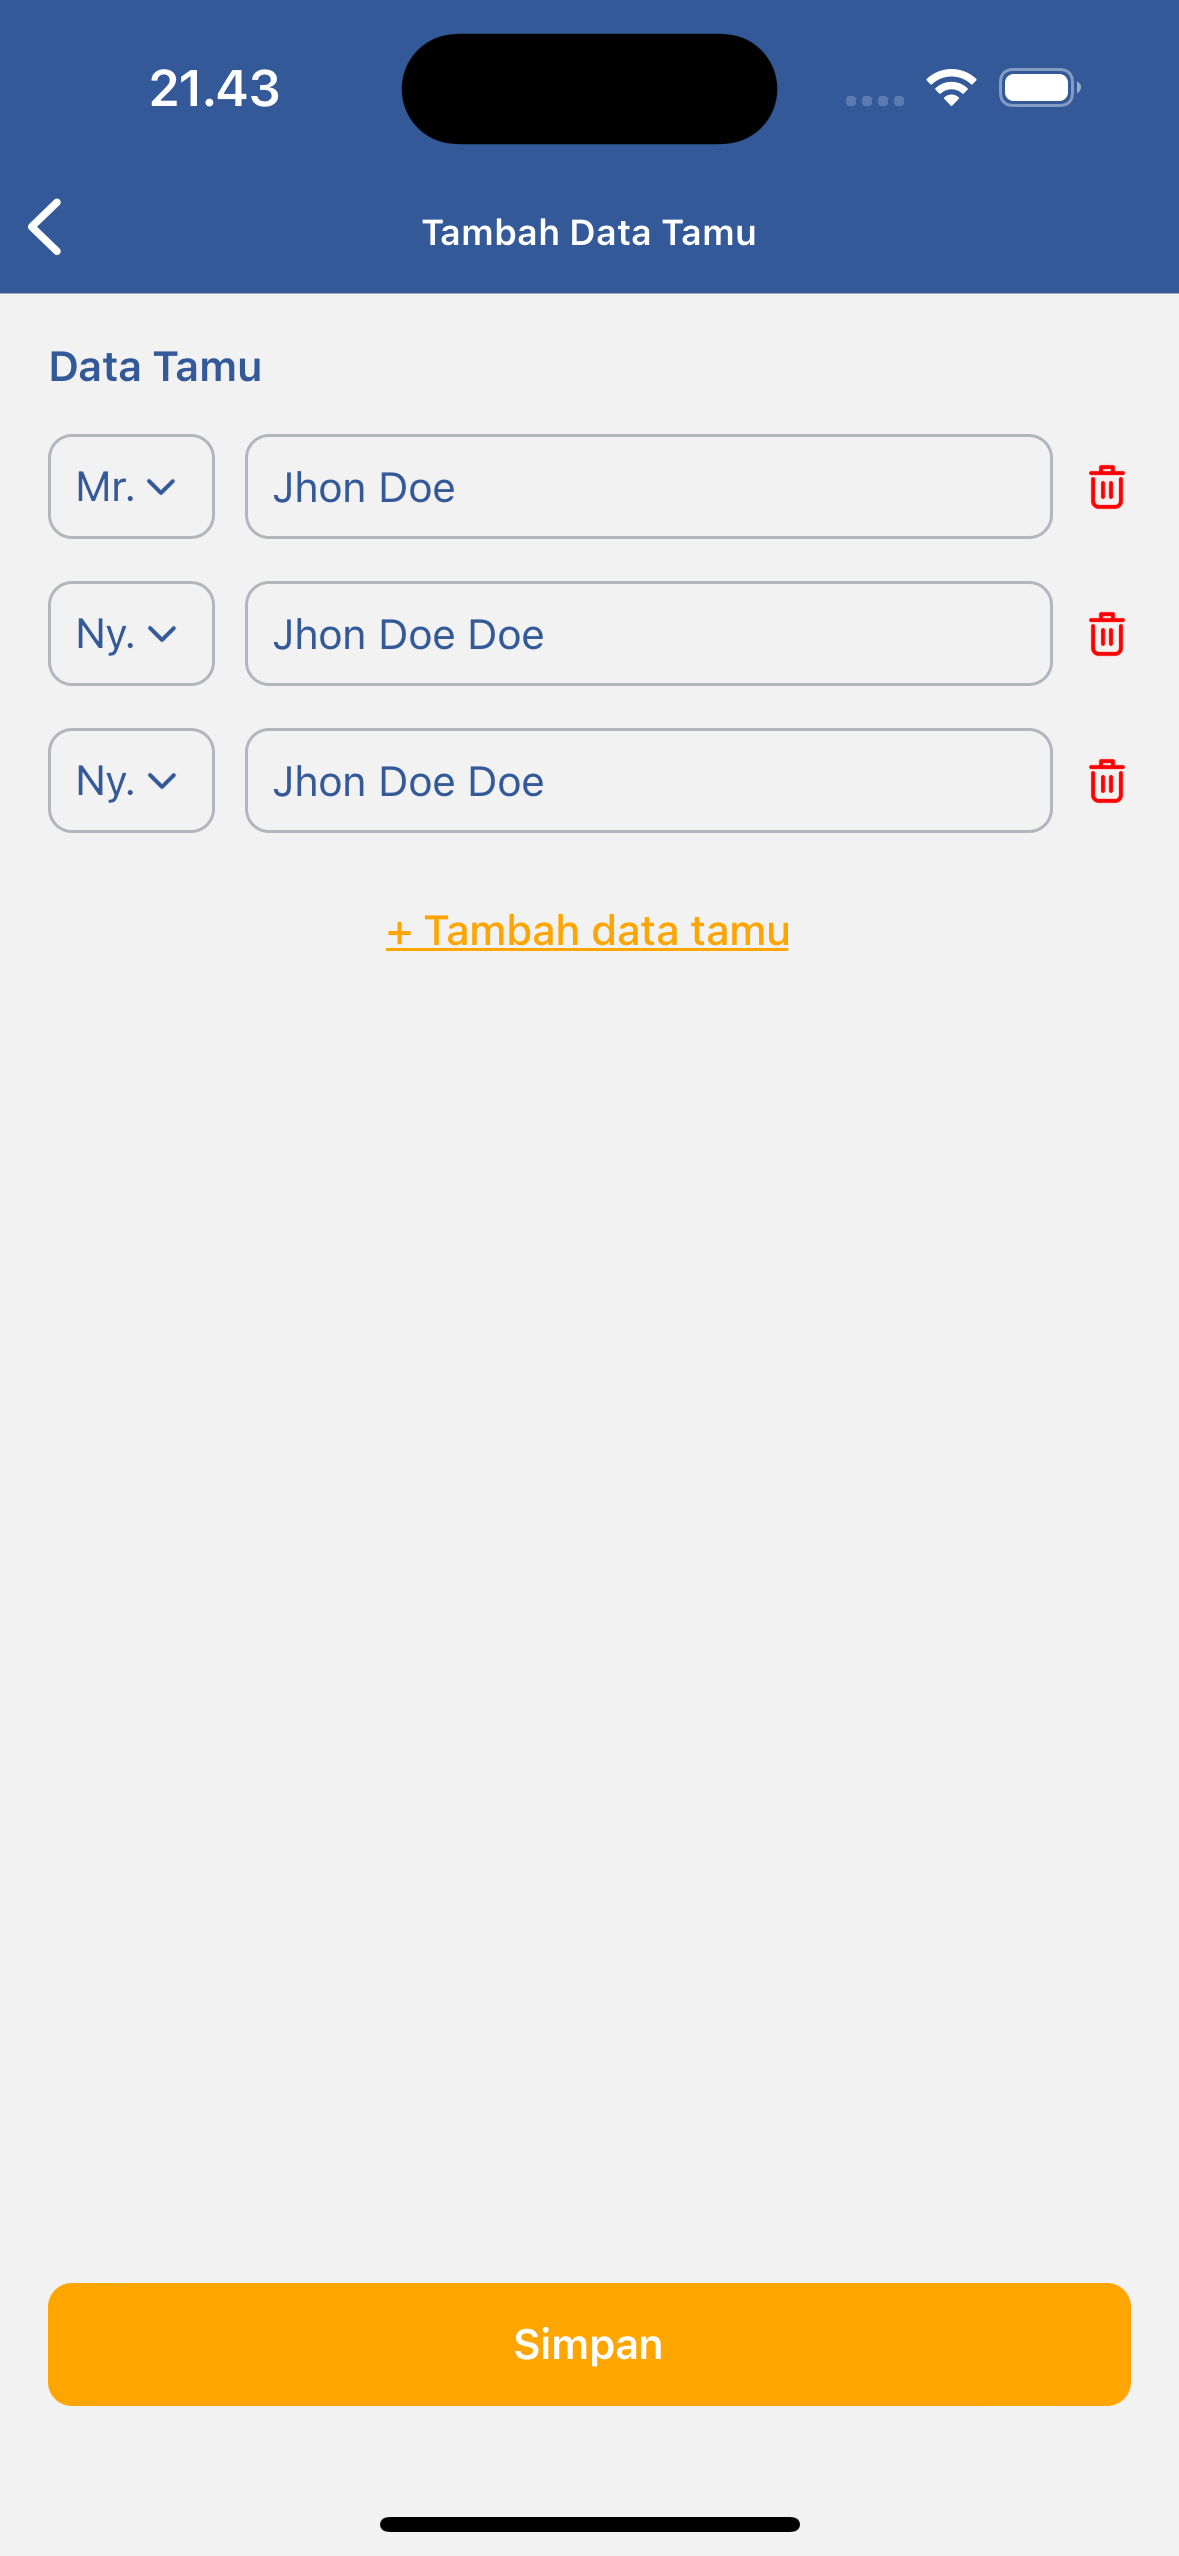 21.43
Tambah Data Tamu
Data Tamu
Mr. Jhon Doe
Ny. Jhon Doe Doe
Ny. Jhon Doe Doe
+ Tambah data tamu
Simpan